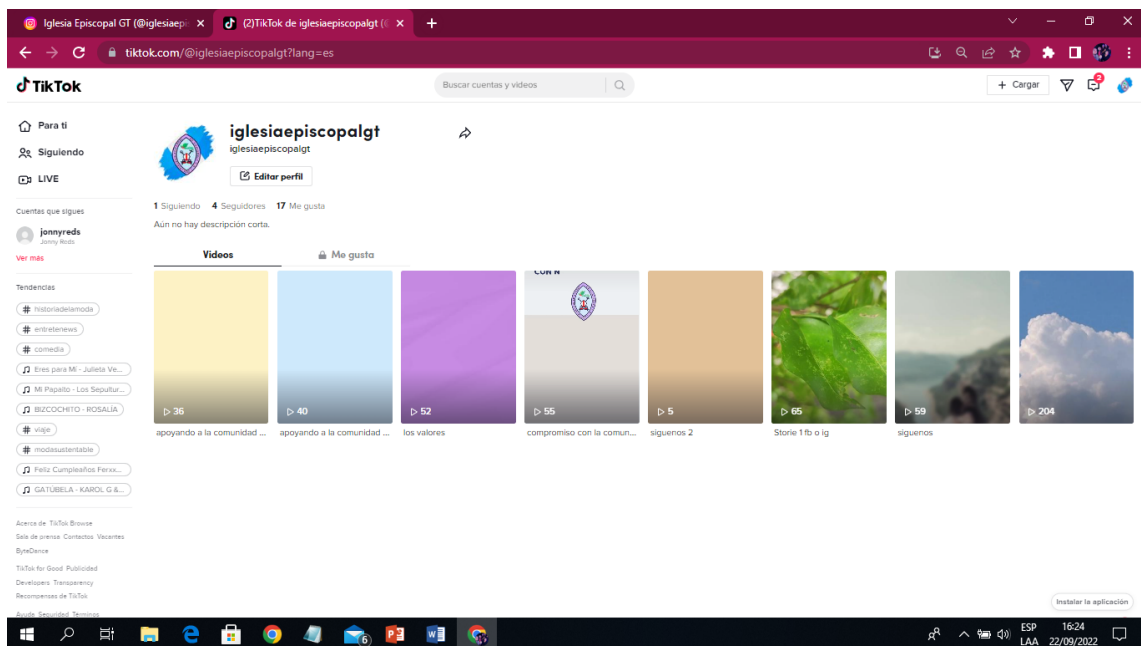 Iglesia Episcopal GT (@iglesiaepi
(2)TikTok de iglesiaepiscopalgt (
tiktok.com/@iglesiaepiscopalgt?lang=es
TikTok
Buscar cuentas y videos
Cargar
2
Para ti
Siguiendo
LIVE
Cuentas que sigues
jonnyreds
Jonny Reds
Ver más
Tendencias
# historiadelamoda
# entretenews
# comedia
Eres para Mí - Julieta Ve...
Mi Papaito - Los Sepultur...
BIZCOCHITO - ROSALÍA
# viaje
# modasustentable
Feliz Cumpleaños Ferxx...
GATÚBELA - KAROL G &...
Acerca de TikTok Browse
Sala de prensa Contactos Vacantes
ByteDance
TikTok for Good Publicidad
Developers Transparency
Recompensas de TikTok
Ayuda Seguridad Términos
iglesiaepiscopalgt
iglesiaepiscopalgt
Editar perfil
1 Siguiendo 4 Seguidores 17 Me gusta
Aún no hay descripción corta.
Videos
Me gusta
CON N
36
40
52
55
5
65
59
204
apoyando a la comunidad ...
apoyando a la comunidad ...
los valores
compromiso con la comun...
siguenos 2
Storie 1 fb o ig
siguenos
Instalar la aplicación
6
ESP
LAA
16:24
22/09/2022